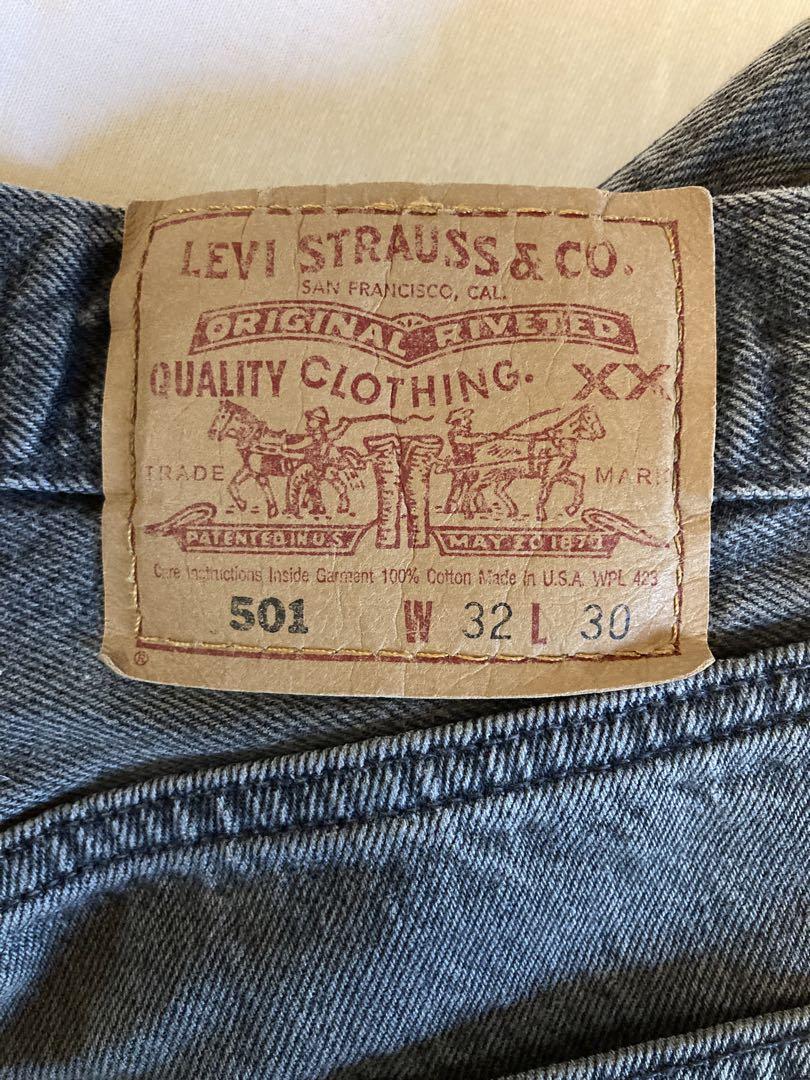 LEVI STRAUSS & CO.
SAN FRANCISCO, CAL.
ORIGINAL RIVETED
QUALITY CLOTHING. XX
TRADE MARK
PATENTED IN U.S. MAY 20 1873
Care Instructions Inside Garment 100% Cotton Made in U.S.A. WPL 423
501 W 32 L 30
®